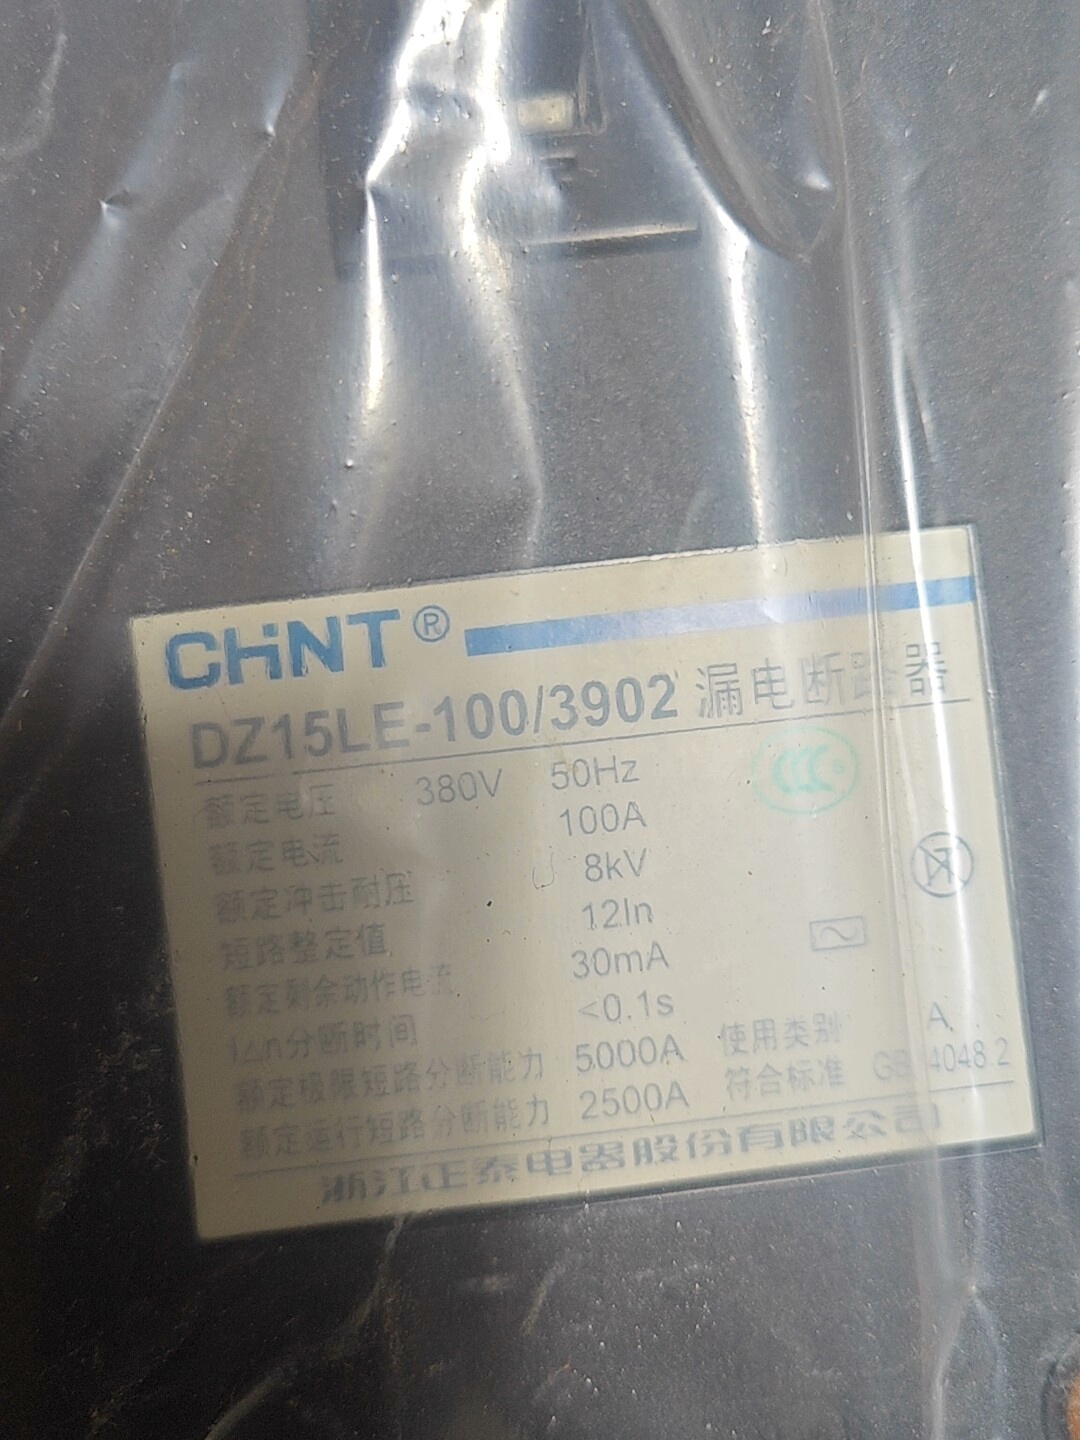 CHNT®
DZ15LE-100/3902 漏电断路器
额定电压 380V 50Hz
额定电流 100A
额定冲击耐压 8kV
短路整定值 12In
额定剩余动作电流 30mA
I△n分断时间 <0.1s
额定极限短路分断能力 5000A 使用类别 A
额定运行短路分断能力 2500A 符合标准 GB 14048.2
浙江正泰电器股份有限公司
CCC